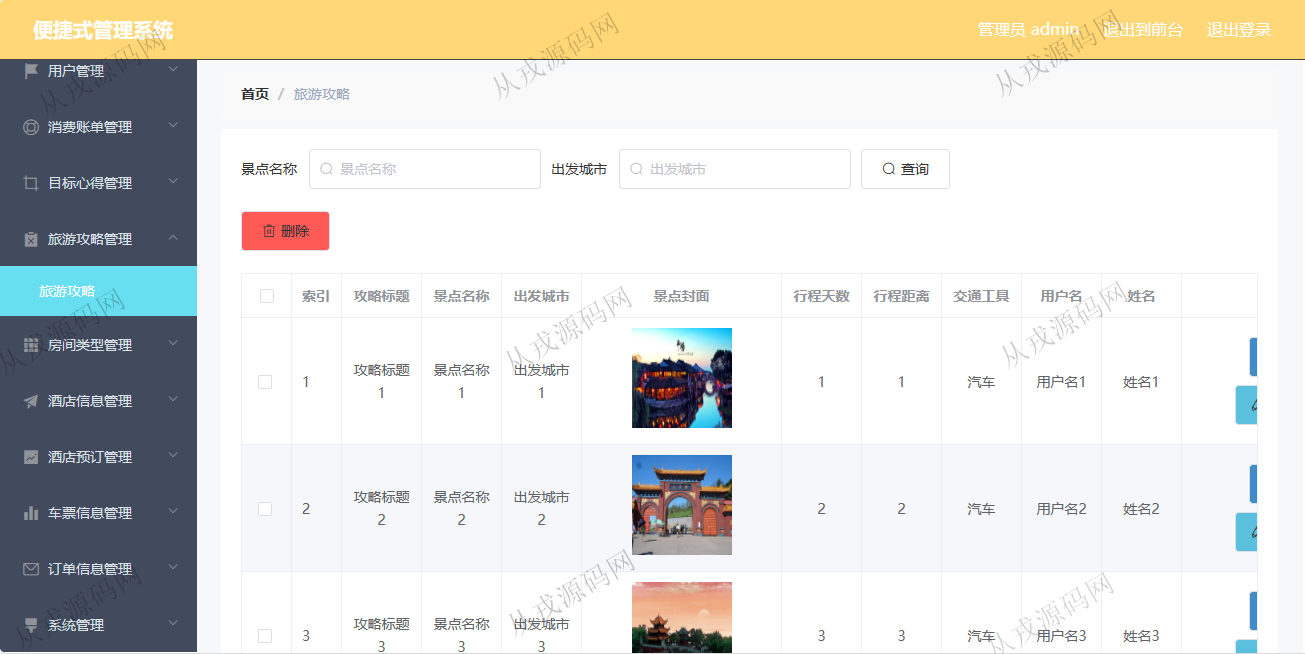 便捷式管理系统
管理员 admin 退出到前台 退出登录
用户管理
消费账单管理
目标心得管理
旅游攻略管理
旅游攻略
房间类型管理
酒店信息管理
酒店预订管理
车票信息管理
订单信息管理
系统管理
首页 / 旅游攻略
景点名称 景点名称 出发城市 出发城市 查询
删除
索引 攻略标题 景点名称 出发城市 景点封面 行程天数 行程距离 交通工具 用户名 姓名
1 攻略标题1 景点名称1 出发城市1 1 1 汽车 用户名1 姓名1
2 攻略标题2 景点名称2 出发城市2 2 2 汽车 用户名2 姓名2
3 攻略标题3 景点名称3 出发城市3 3 3 汽车 用户名3 姓名3
从戎源码网
从戎源码网
从戎源码网
从戎源码网
从戎源码网
从戎源码网
从戎源码网
从戎源码网
从戎源码网